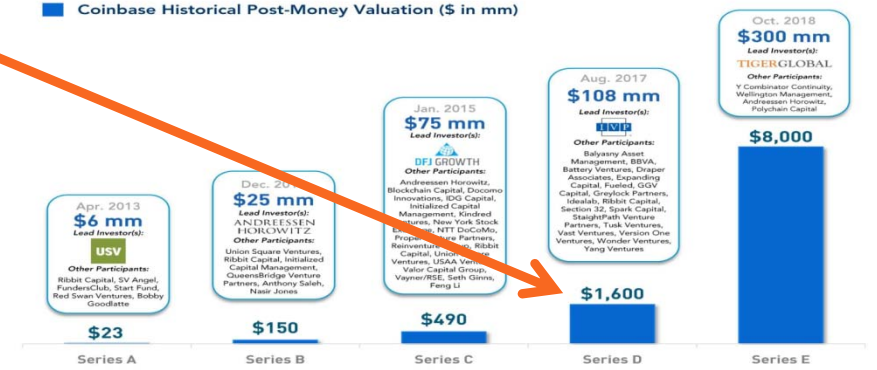 Coinbase Historical Post-Money Valuation ($ in mm)
Apr. 2013
$6 mm
Lead Investor(s):
USV
Other Participants:
Ribbit Capital, SV Angel,
FundersClub, Start Fund,
Red Swan Ventures, Bobby
Goodlatte
$23
Series A
Dec.
$25 mm
Lead Investor(s):
ANDREESSEN
HOROWITZ
Other Participants:
Union Square Ventures,
Ribbit Capital, Initialized
Capital Management,
QueensBridge Venture
Partners, Anthony Saleh,
Nasir Jones
$150
Series B
Jan. 2015
$75 mm
Lead Investor(s):
DFJ GROWTH
Other Participants:
Andreessen Horowitz,
Blockchain Capital, Docomo
Innovations, IDG Capital,
Initialized Capital
Management, Kindred
New York Stock
NTT DoCoMo,
Partners,
Ribbit
Capital,
Ventures, USAA
Valor Capital Group,
Vayner/RSE, Seth Ginns,
Feng Li
$490
Series C
Aug. 2017
$108 mm
Lead Investor(s):
IVP
Other Participants:
Balyasny Asset
Management, BBVA,
Battery Ventures, Draper
Associates, Expanding
Capital, Fueled, GGV
Capital, Greylock Partners,
Idealab, Ribbit Capital,
Section 32, Spark Capital,
StaightPath Venture
Partners, Tusk Ventures,
Vast Ventures, Version One
Ventures, Wonder Ventures,
Yang Ventures
$1,600
Series D
Oct. 2018
$300 mm
Lead Investor(s):
TIGERGLOBAL
Other Participants:
Y Combinator Continuity,
Wellington Management,
Andreessen Horowitz,
Polychain Capital
$8,000
Series E